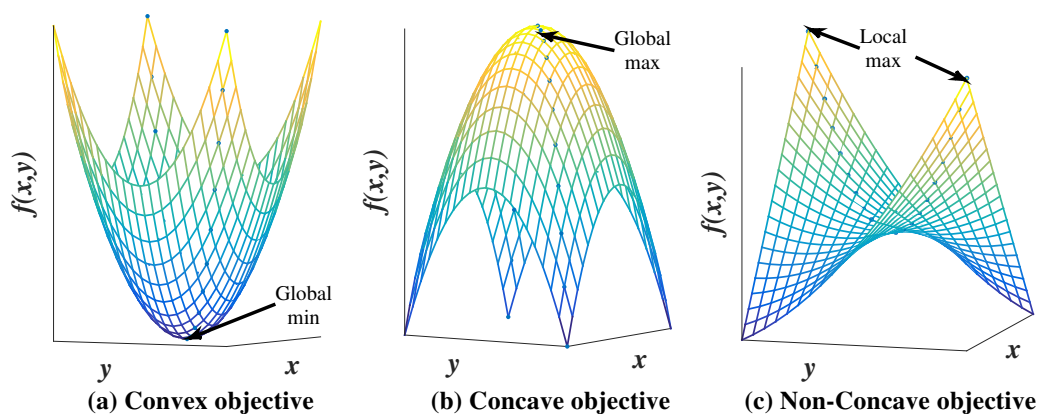 f(x,y)
Global
min
y
x
(a) Convex objective
f(x,y)
Global
max
y
x
(b) Concave objective
f(x,y)
Local
max
y
x
(c) Non-Concave objective